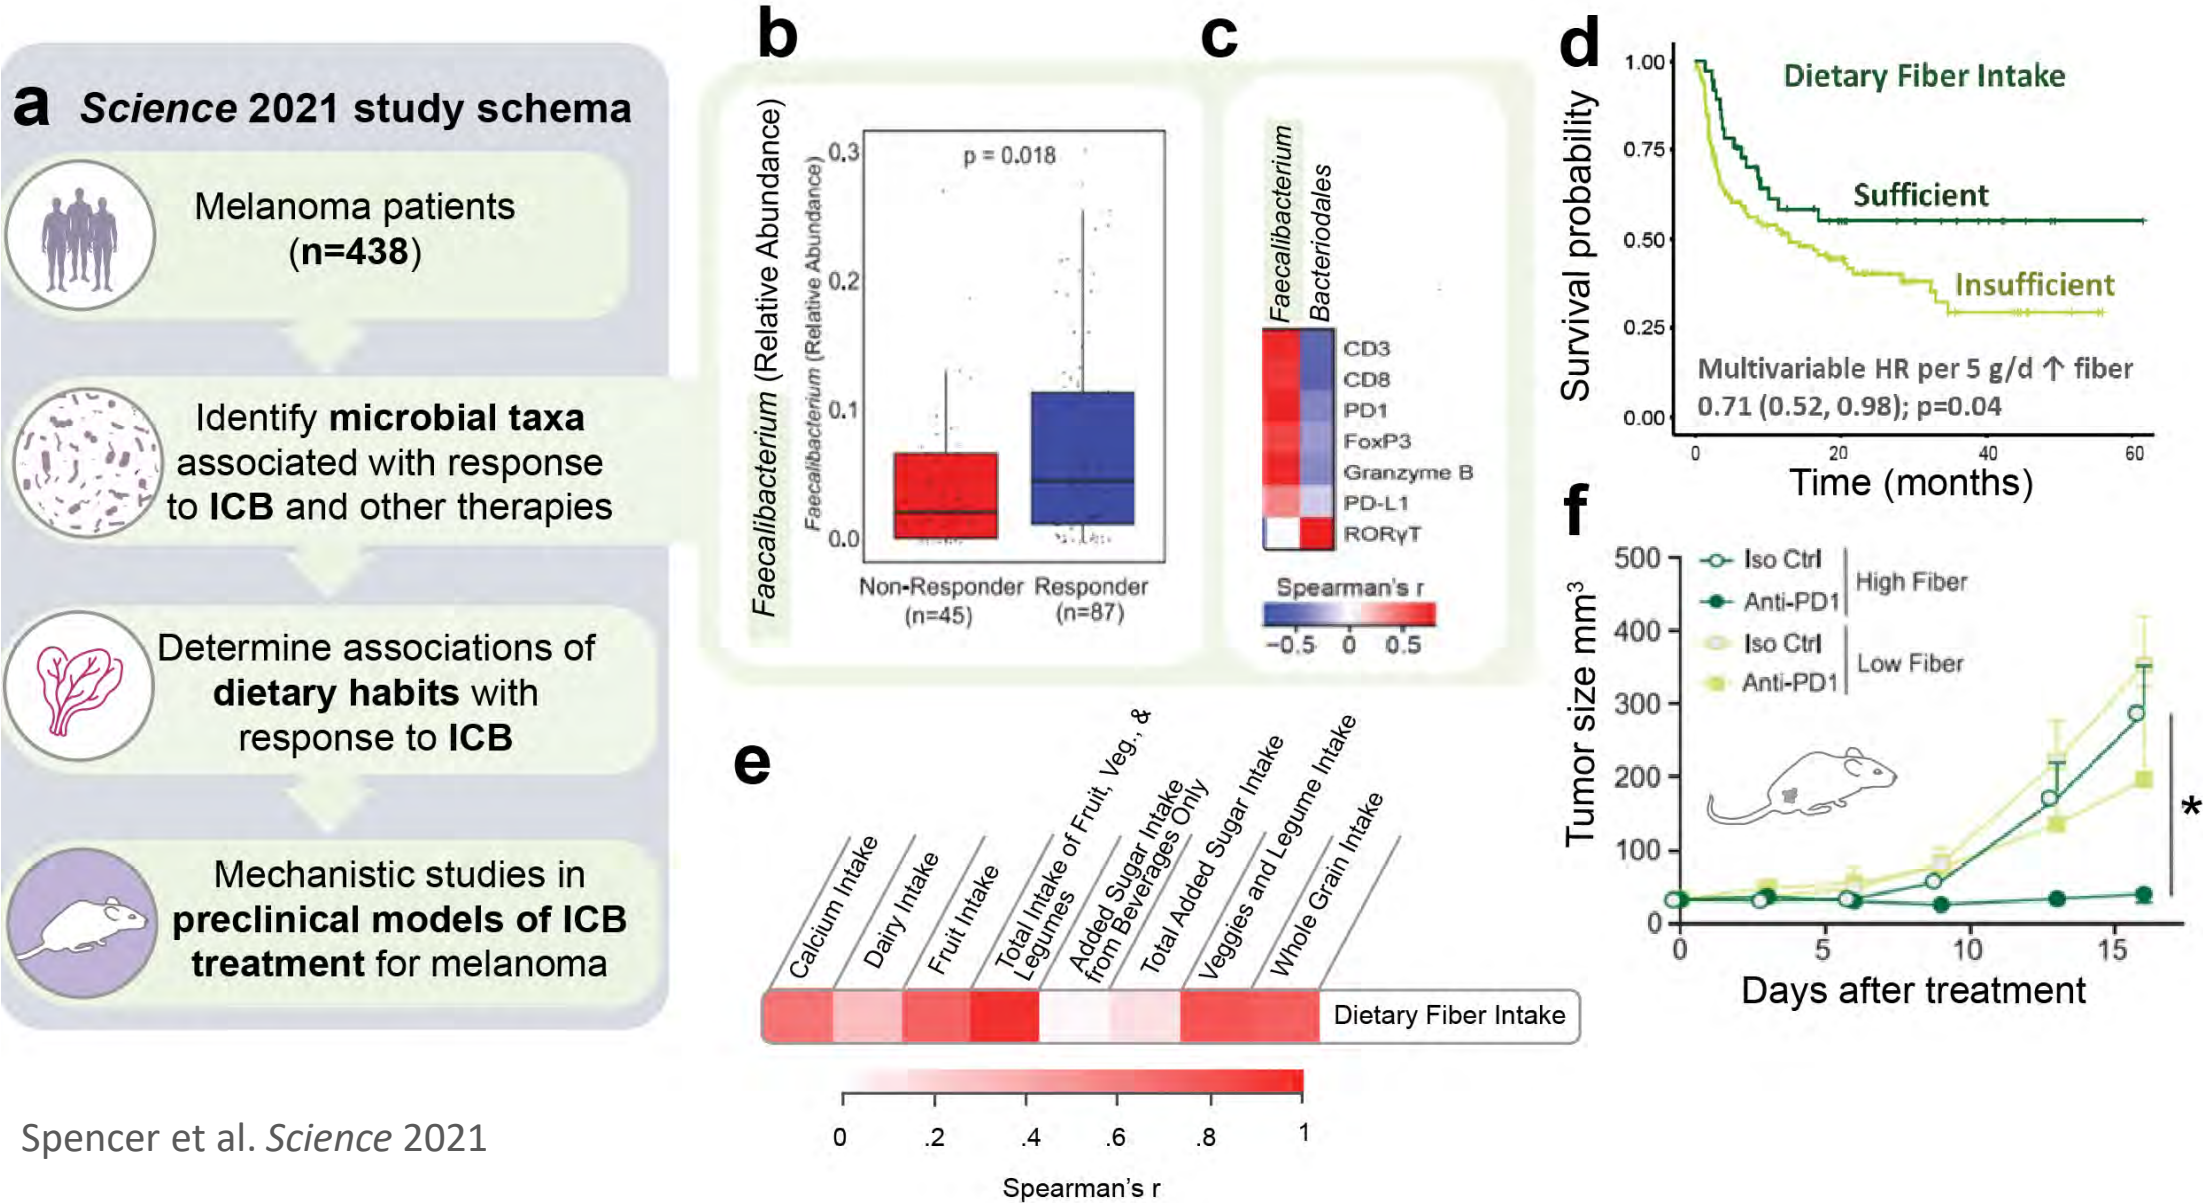 a
Science 2021 study schema
Melanoma patients
(n=438)
Identify microbial taxa
associated with response
to ICB and other therapies
Determine associations of
dietary habits with
response to ICB
Mechanistic studies in
preclinical models of ICB
treatment for melanoma
Spencer et al. Science 2021
b
Faecalibacterium (Relative Abundance)
Faecalibacterium (Relative Abundance)
0.3
0.2
0.1
0.0
p = 0.018
Non-Responder
(n=45)
Responder
(n=87)
c
Faecalibacterium
Bacteriodales
CD3
CD8
PD1
FoxP3
Granzyme B
PD-L1
RORγT
Spearman's r
−0.5 0 0.5
d
Survival probability
1.00
0.75
0.50
0.25
0.00
Dietary Fiber Intake
Sufficient
Insufficient
Multivariable HR per 5 g/d ↑ fiber
0.71 (0.52, 0.98); p=0.04
0 20 40 60
Time (months)
e
Calcium Intake
Dairy Intake
Fruit Intake
Total Intake of Fruit, Veg., &
Legumes
Added Sugar Intake
from Beverages Only
Total Added Sugar Intake
Veggies and Legume Intake
Whole Grain Intake
Dietary Fiber Intake
0 .2 .4 .6 .8 1
Spearman's r
f
Tumor size mm³
500
400
300
200
100
0
Iso Ctrl
Anti-PD1
High Fiber
Iso Ctrl
Anti-PD1
Low Fiber
*
0 5 10 15
Days after treatment